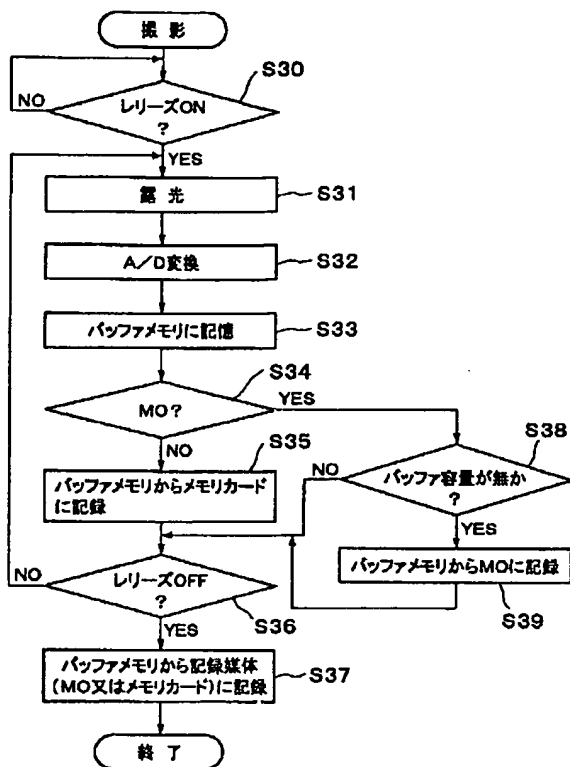 撮影
S30
レリーズON
?
NO
YES
露光
S31
A/D変換
S32
バッファメモリに記憶
S33
S34
MO?
YES
NO
S35
バッファメモリからメモリカード
に記録
S38
バッファ容量が無か
?
NO
YES
バッファメモリからMOに記録
S39
レリーズOFF
?
NO
YES
S36
バッファメモリから記録媒体
(MO又はメモリカード)に記録
S37
終了